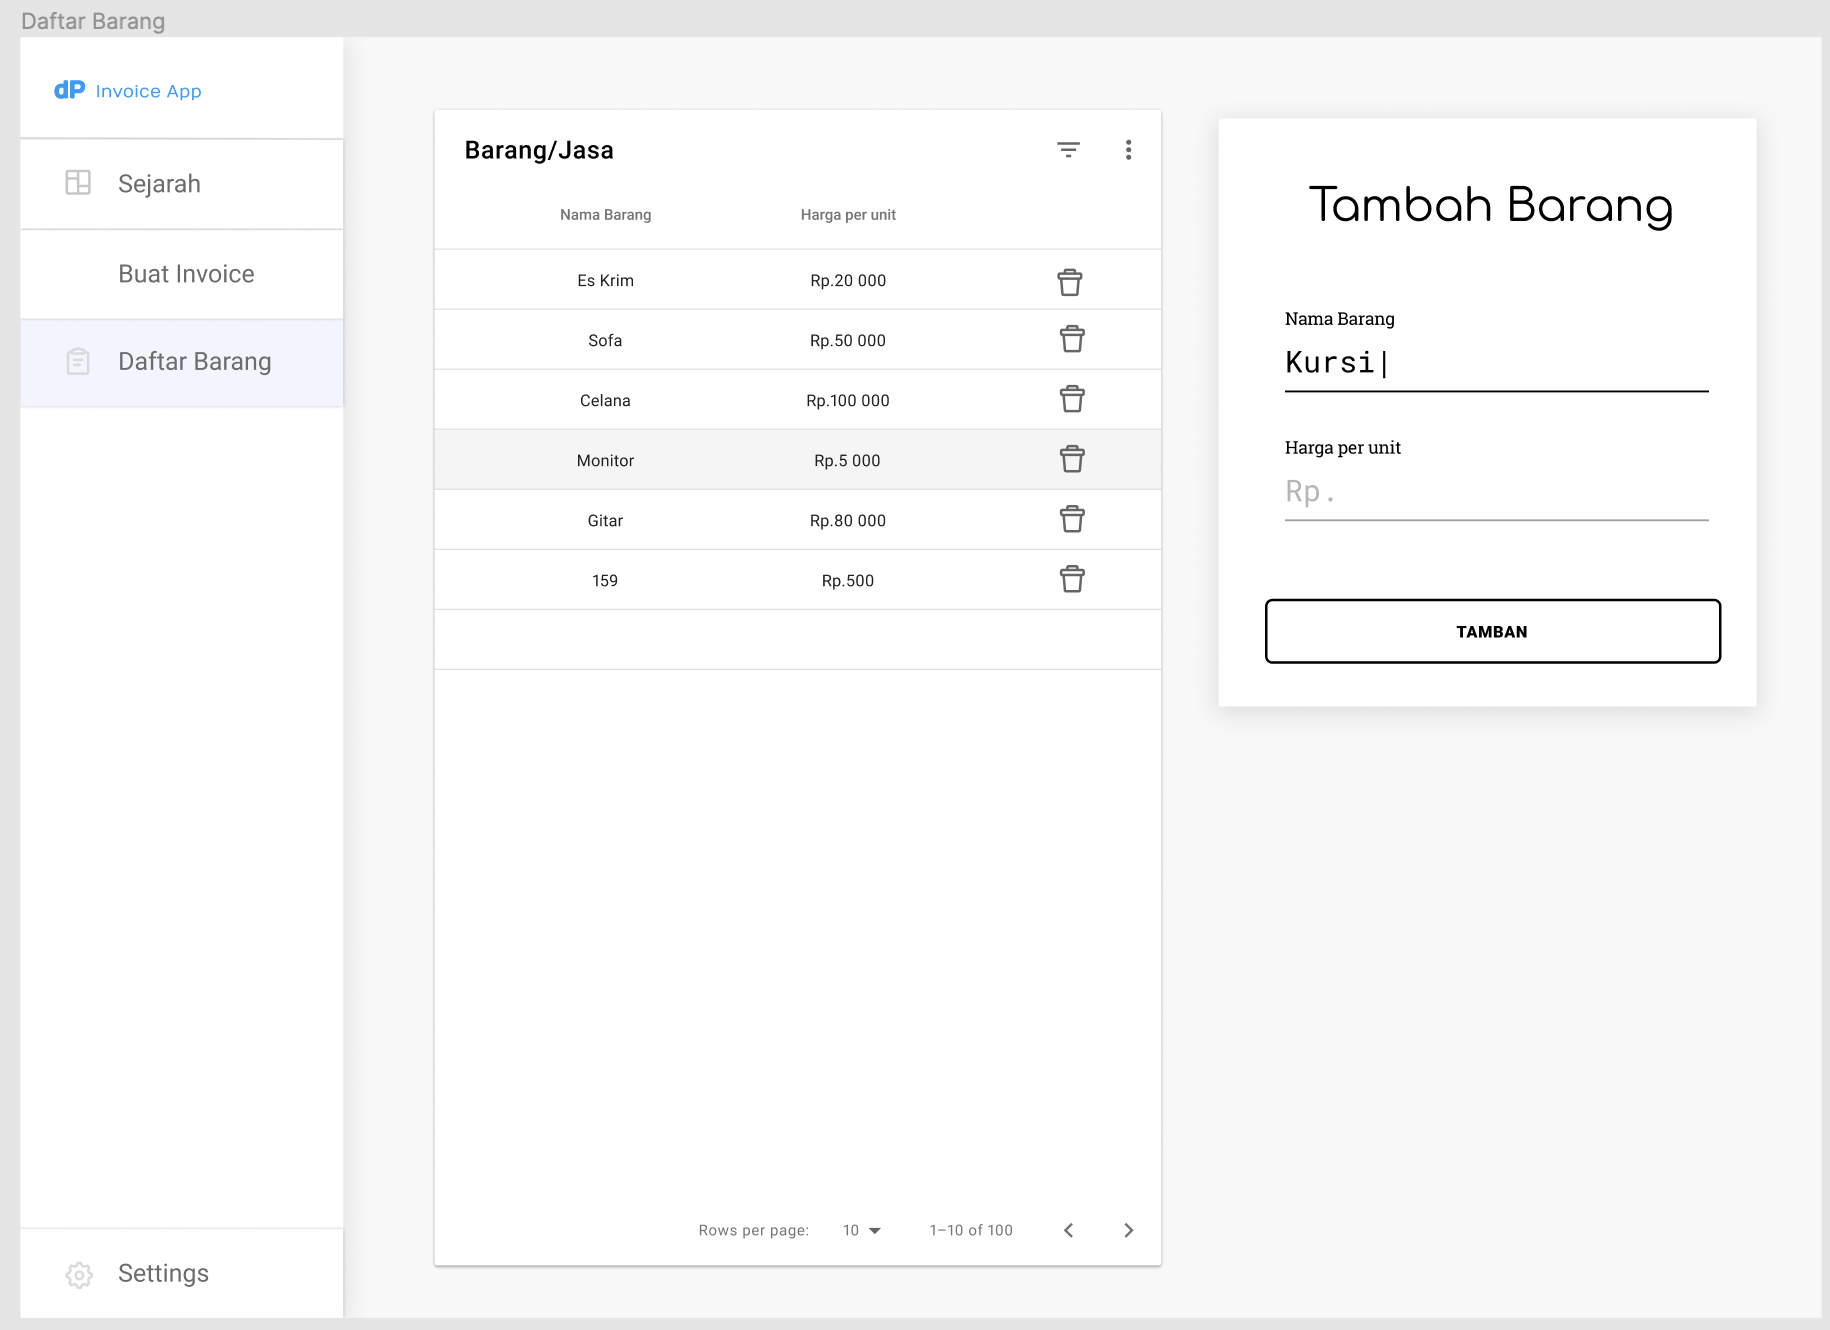 Daftar Barang
dP Invoice App
Sejarah
Buat Invoice
Daftar Barang
Settings
Barang/Jasa
Nama Barang Harga per unit
Es Krim Rp.20 000
Sofa Rp.50 000
Celana Rp.100 000
Monitor Rp.5 000
Gitar Rp.80 000
159 Rp.500
Rows per page: 10 1–10 of 100
Tambah Barang
Nama Barang
Kursi|
Harga per unit
Rp.
TAMBAN